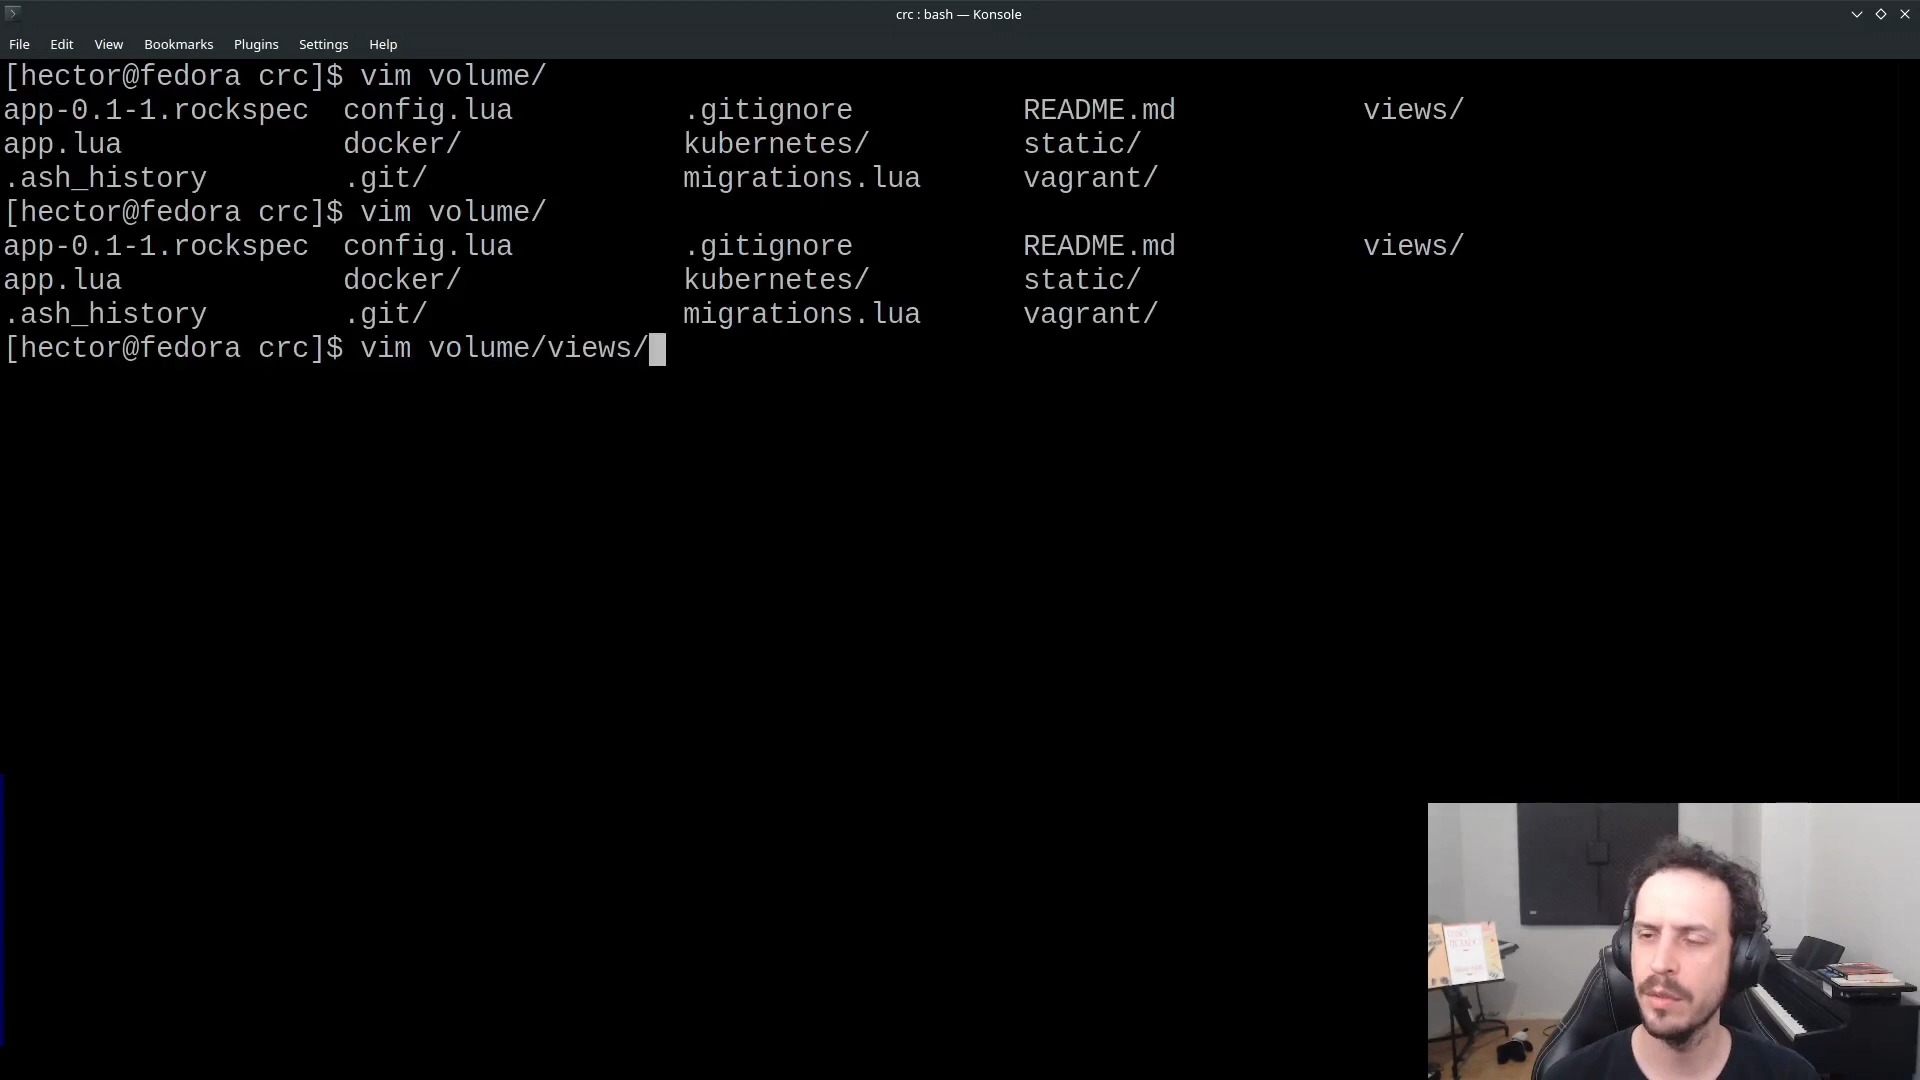 crc : bash — Konsole
File Edit View Bookmarks Plugins Settings Help
[hector@fedora crc]$ vim volume/
app-0.1-1.rockspec config.lua .gitignore README.md views/
app.lua docker/ kubernetes/ static/
.ash_history .git/ migrations.lua vagrant/
[hector@fedora crc]$ vim volume/
app-0.1-1.rockspec config.lua .gitignore README.md views/
app.lua docker/ kubernetes/ static/
.ash_history .git/ migrations.lua vagrant/
[hector@fedora crc]$ vim volume/views/